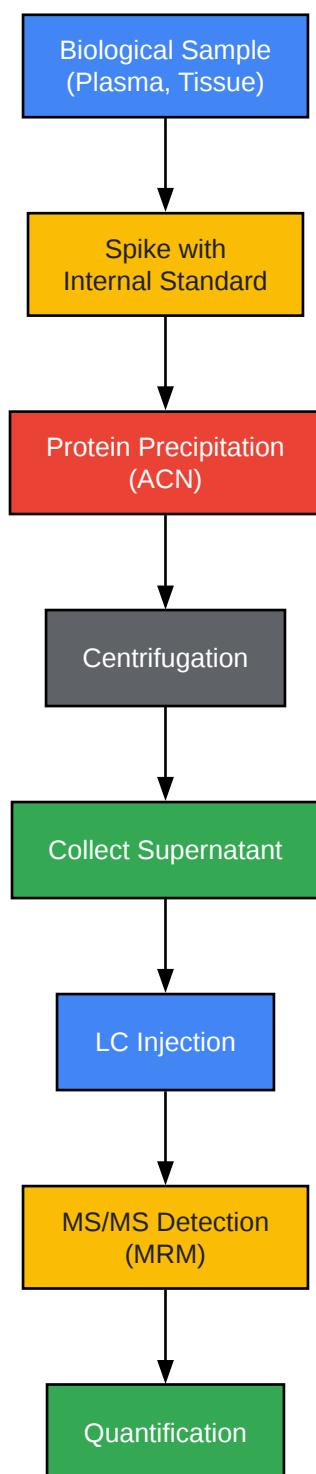 Biological Sample
(Plasma, Tissue)
Spike with
Internal Standard
Protein Precipitation
(ACN)
Centrifugation
Collect Supernatant
LC Injection
MS/MS Detection
(MRM)
Quantification